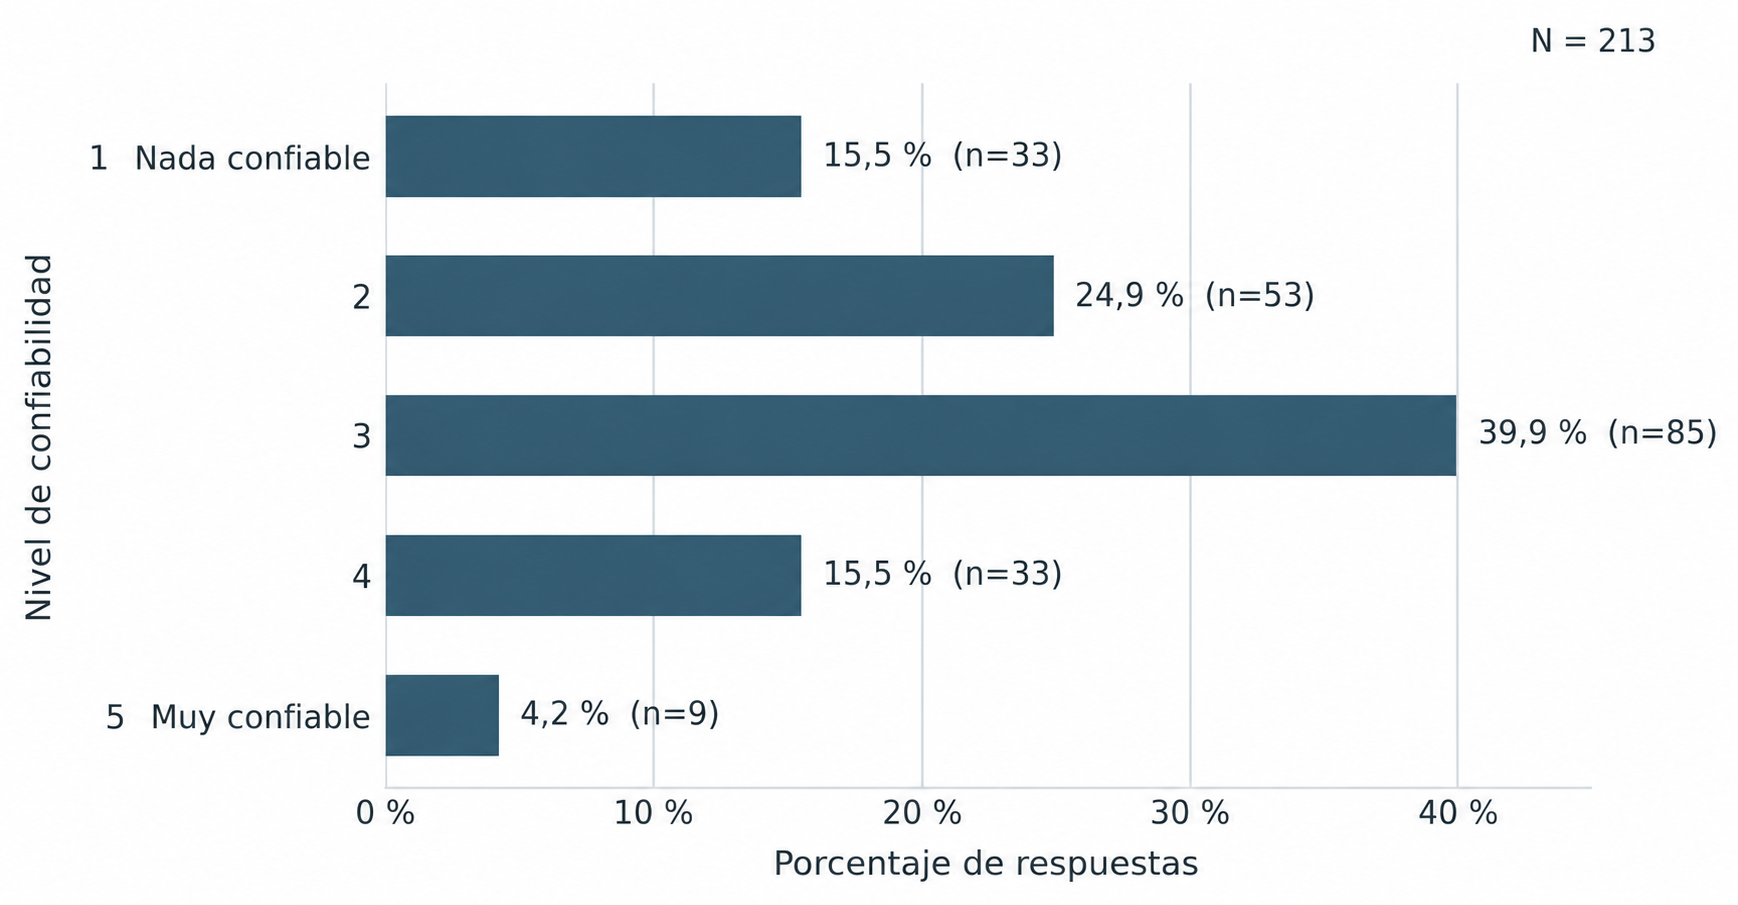 N = 213
1 Nada confiable 15,5 % (n=33)
2 24,9 % (n=53)
3 39,9 % (n=85)
4 15,5 % (n=33)
5 Muy confiable 4,2 % (n=9)
Nivel de confiabilidad
0 % 10 % 20 % 30 % 40 %
Porcentaje de respuestas